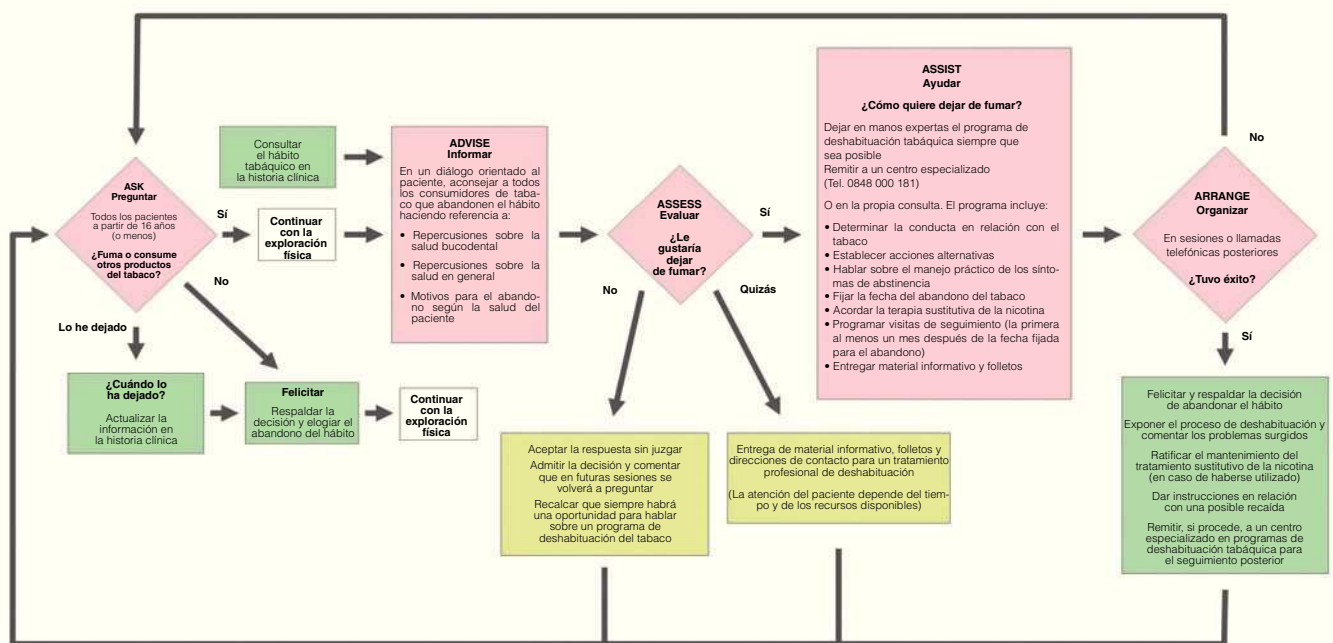 ASK
Preguntar
Todos los pacientes
a partir de 16 años
(o menos)
¿Fuma o consume
otros productos
del tabaco?
Sí
No
Lo he dejado
¿Cuándo lo
ha dejado?
Actualizar la
información en
la historia clínica
Felicitar
Respaldar la
decisión y elogiar el
abandono del hábito
Continuar
con la
exploración
física
Consultar
el hábito
tabáquico en
la historia clínica
Continuar
con la
exploración
física
ADVISE
Informar
En un diálogo orientado al
paciente, aconsejar a todos
los consumidores de taba-
co que abandonen el hábito
haciendo referencia a:
• Repercusiones sobre la
salud bucodental
• Repercusiones sobre la
salud en general
• Motivos para el abando-
no según la salud del
paciente
ASSESS
Evaluar
¿Le
gustaría
dejar
de fumar?
Sí
No
Quizás
Aceptar la respuesta sin juzgar
Admitir la decisión y comentar
que en futuras sesiones se
volverá a preguntar
Recalcar que siempre habrá
una oportunidad para hablar
sobre un programa de
deshabituación del tabaco
Entrega de material informativo, folletos y
direcciones de contacto para un tratamiento
profesional de deshabituación
(La atención del paciente depende del tiem-
po y de los recursos disponibles)
ASSIST
Ayudar
¿Cómo quiere dejar de fumar?
Dejar en manos expertas el programa de
deshabituación tabáquica siempre que
sea posible
Remitir a un centro especializado
(Tel. 0848 000 181)
O en la propia consulta. El programa incluye:
• Determinar la conducta en relación con el
tabaco
• Establecer acciones alternativas
• Hablar sobre el manejo práctico de los sínto-
mas de abstinencia
• Fijar la fecha del abandono del tabaco
• Acordar la terapia sustitutiva de la nicotina
• Programar visitas de seguimiento (la primera
al menos un mes después de la fecha fijada
para el abandono)
• Entregar material informativo y folletos
No
ARRANGE
Organizar
En sesiones o llamadas
telefónicas posteriores
¿Tuvo éxito?
Sí
Felicitar y respaldar la decisión
de abandonar el hábito
Exponer el proceso de deshabituación y
comentar los problemas surgidos
Ratificar el mantenimiento del
tratamiento sustitutivo de la nicotina
(en caso de haberse utilizado)
Dar instrucciones en relación
con una posible recaída
Remitir, si procede, a un centro
especializado en programas de
deshabituación tabáquica para
el seguimiento posterior